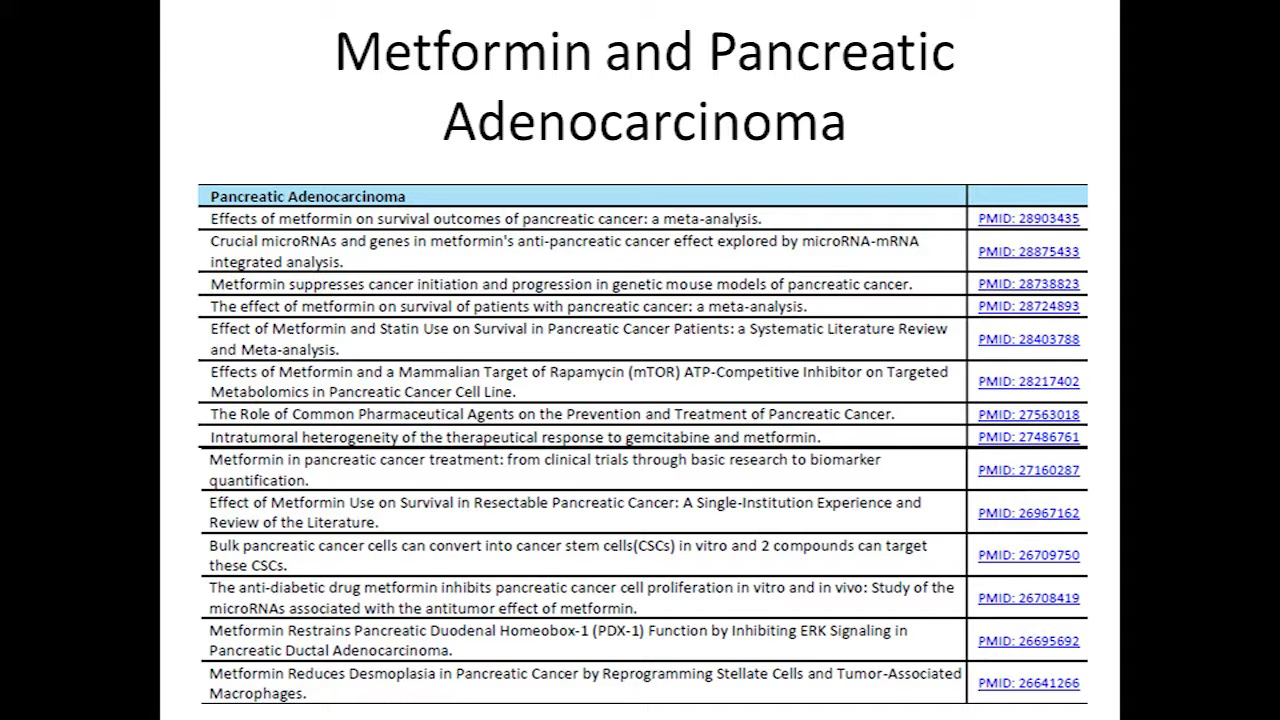 Metformin and Pancreatic
Adenocarcinoma
Pancreatic Adenocarcinoma
Effects of metformin on survival outcomes of pancreatic cancer: a meta-analysis. PMID: 28903435
Crucial microRNAs and genes in metformin's anti-pancreatic cancer effect explored by microRNA-mRNA
integrated analysis. PMID: 28875433
Metformin suppresses cancer initiation and progression in genetic mouse models of pancreatic cancer. PMID: 28738823
The effect of metformin on survival of patients with pancreatic cancer: a meta-analysis. PMID: 28724893
Effect of Metformin and Statin Use on Survival in Pancreatic Cancer Patients: a Systematic Literature Review
and Meta-analysis. PMID: 28403788
Effects of Metformin and a Mammalian Target of Rapamycin (mTOR) ATP-Competitive Inhibitor on Targeted
Metabolomics in Pancreatic Cancer Cell Line. PMID: 28217402
The Role of Common Pharmaceutical Agents on the Prevention and Treatment of Pancreatic Cancer. PMID: 27563018
Intratumoral heterogeneity of the therapeutical response to gemcitabine and metformin. PMID: 27486761
Metformin in pancreatic cancer treatment: from clinical trials through basic research to biomarker
quantification. PMID: 27160287
Effect of Metformin Use on Survival in Resectable Pancreatic Cancer: A Single-Institution Experience and
Review of the Literature. PMID: 26967162
Bulk pancreatic cancer cells can convert into cancer stem cells(CSCs) in vitro and 2 compounds can target
these CSCs. PMID: 26709750
The anti-diabetic drug metformin inhibits pancreatic cancer cell proliferation in vitro and in vivo: Study of the
microRNAs associated with the antitumor effect of metformin. PMID: 26708419
Metformin Restrains Pancreatic Duodenal Homeobox-1 (PDX-1) Function by Inhibiting ERK Signaling in
Pancreatic Ductal Adenocarcinoma. PMID: 26695692
Metformin Reduces Desmoplasia in Pancreatic Cancer by Reprogramming Stellate Cells and Tumor-Associated
Macrophages. PMID: 26641266